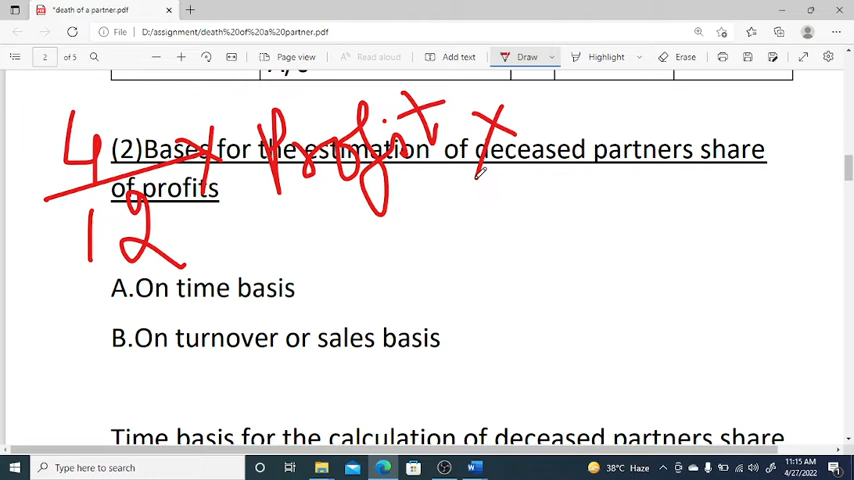 death of a partner.pdf
File
D:/assignment/death%20of%20a%20partner.pdf
2 of 5
Page view
Read aloud
Add text
Draw
Highlight
Erase
4 × Profit ×
12
(2)Bases for the estimation of deceased partners share
of profits
A.On time basis
B.On turnover or sales basis
Time basis for the calculation of deceased partners share
Type here to search
38°C Haze
11:15 AM
4/27/2022